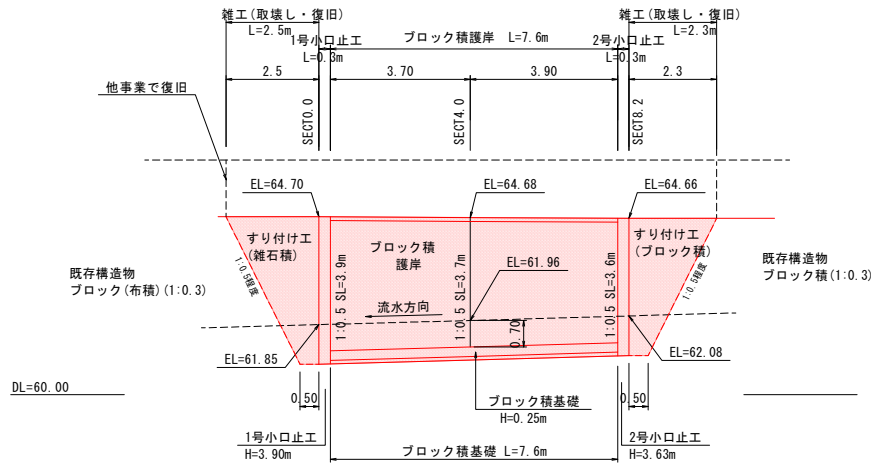 雑工(取壊し・復旧)
L=2.5m
1号小口止工
L=0.3m
ブロック積護岸 L=7.6m
2号小口止工
L=0.3m
雑工(取壊し・復旧)
L=2.3m
2.5
3.70
3.90
2.3
他事業で復旧
SECT0.0
SECT4.0
SECT8.2
EL=64.70
EL=64.68
EL=64.66
すり付け工
(雑石積)
ブロック積
護岸
すり付け工
(ブロック積)
1:0.5程度
1:0.5 SL=3.9m
1:0.5 SL=3.7m
1:0.5 SL=3.6m
1:0.5程度
既存構造物
ブロック(布積)(1:0.3)
EL=61.96
既存構造物
ブロック積(1:0.3)
流水方向
0.70
EL=61.85
EL=62.08
DL=60.00
0.50
ブロック積基礎
H=0.25m
0.50
1号小口止工
H=3.90m
ブロック積基礎 L=7.6m
2号小口止工
H=3.63m